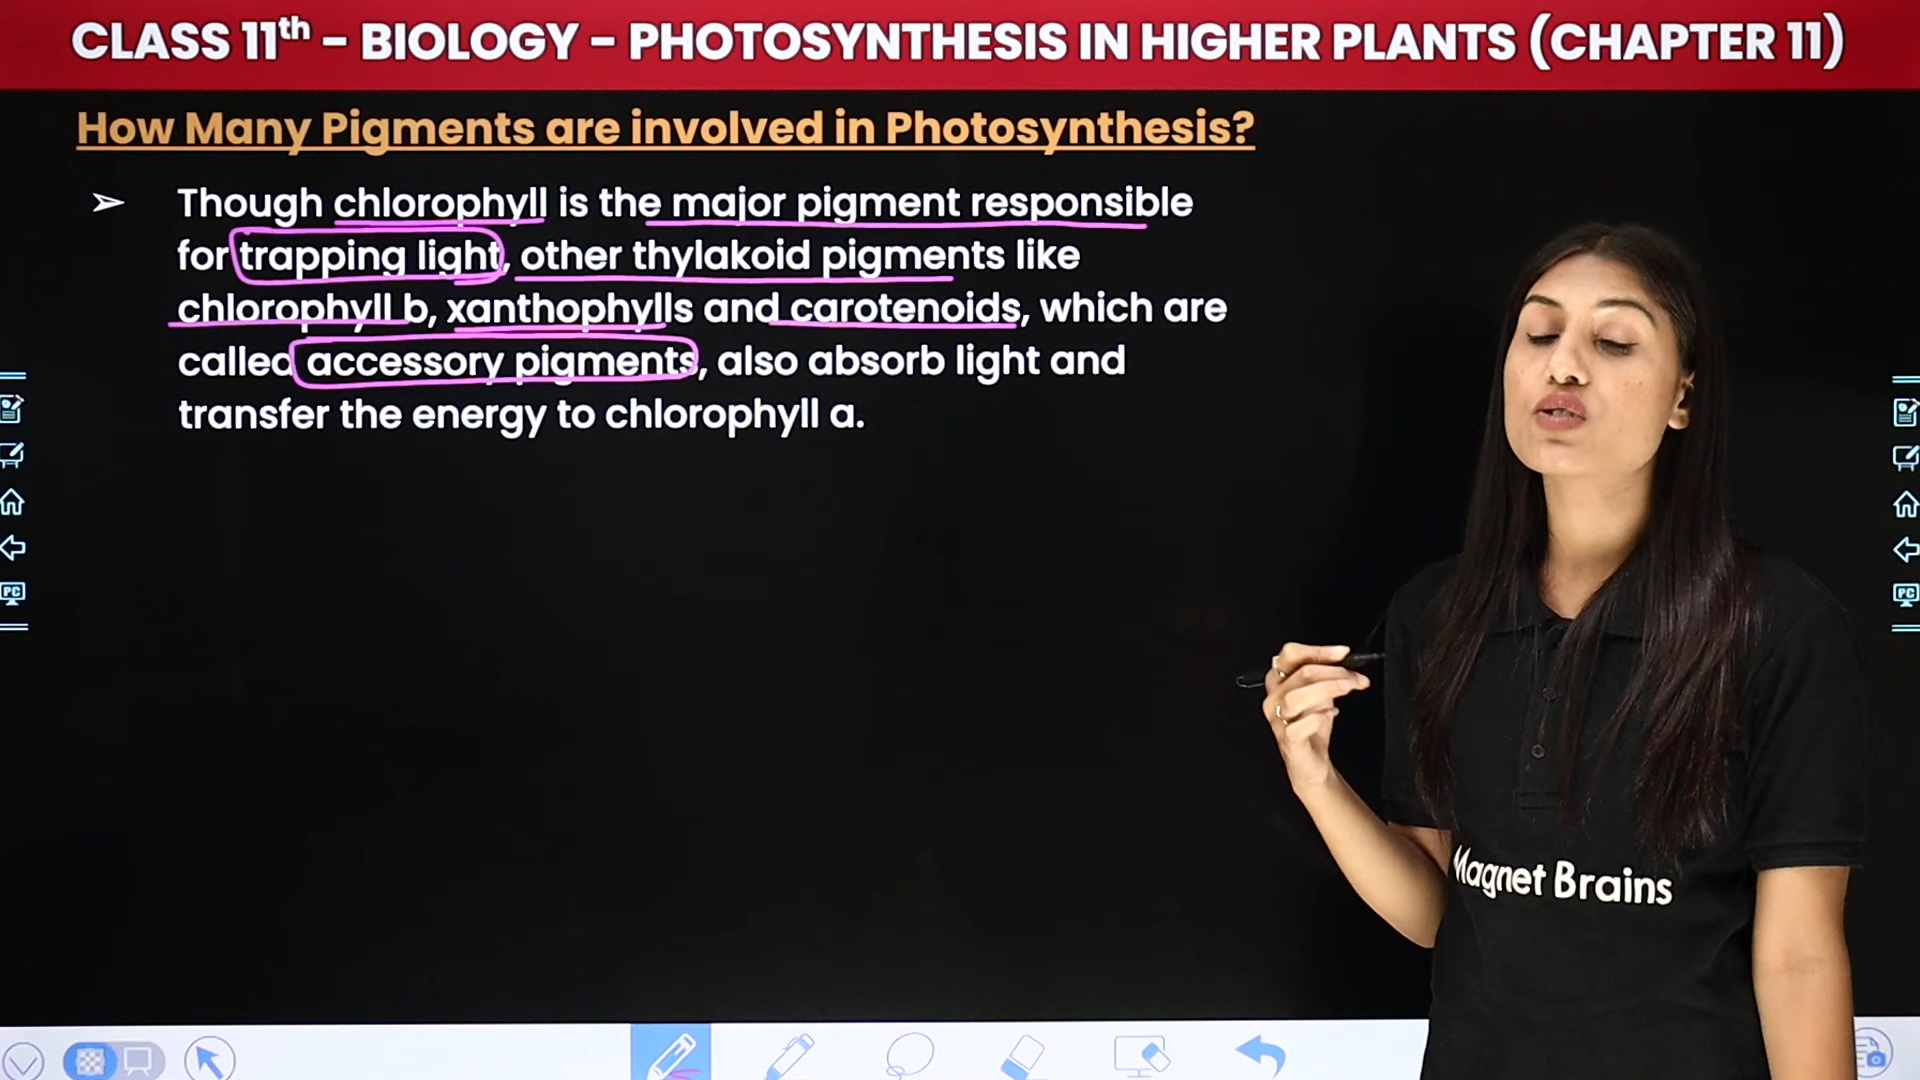 CLASS 11th - BIOLOGY - PHOTOSYNTHESIS IN HIGHER PLANTS (CHAPTER 11)
How Many Pigments are involved in Photosynthesis?
➢ Though chlorophyll is the major pigment responsible
for trapping light, other thylakoid pigments like
chlorophyll b, xanthophylls and carotenoids, which are
called accessory pigments, also absorb light and
transfer the energy to chlorophyll a.
PC
PC
Magnet Brains